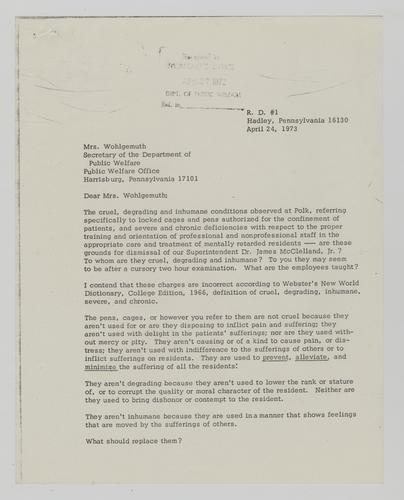 DEPT. OF PUBLIC WELFARE
R. D. #1
Hadley, Pennsylvania 16130
April 24, 1973
Mrs. Wohlgemuth
Secretary of the Department of
Public Welfare
Public Welfare Office
Harrisburg, Pennsylvania 17101
Dear Mrs. Wohlgemuth:
The cruel, degrading and inhumane conditions observed at Polk, referring
specifically to locked cages and pens authorized for the confinement of
patients, and severe and chronic deficiencies with respect to the proper
training and orientation of professional and nonprofessional staff in the
appropriate care and treatment of mentally retarded residents --- are these
grounds for dismissal of our Superintendent Dr. James McClelland, Jr. ?
To whom are they cruel, degrading and inhumane? To you they may seem
to be after a cursory two hour examination. What are the employees taught?
I contend that these charges are incorrect according to Webster's New World
Dictionary, College Edition, 1966, definition of cruel, degrading, inhumane,
severe, and chronic.
The pens, cages, or however you refer to them are not cruel because they
aren't used for or are they disposing to inflict pain and suffering; they
aren't used with delight in the patients' sufferings; nor are they used with-
out mercy or pity. They aren't causing or of a kind to cause pain, or dis-
tress; they aren't used with indifference to the sufferings of others or to
inflict sufferings on residents. They are used to prevent, alleviate, and
minimize the suffering of all the residents!
They aren't degrading because they aren't used to lower the rank or stature
of, or to corrupt the quality or moral character of the resident. Neither are
they used to bring dishonor or contempt to the resident.
They aren't inhumane because they are used in a manner that shows feelings
that are moved by the sufferings of others.
What should replace them?